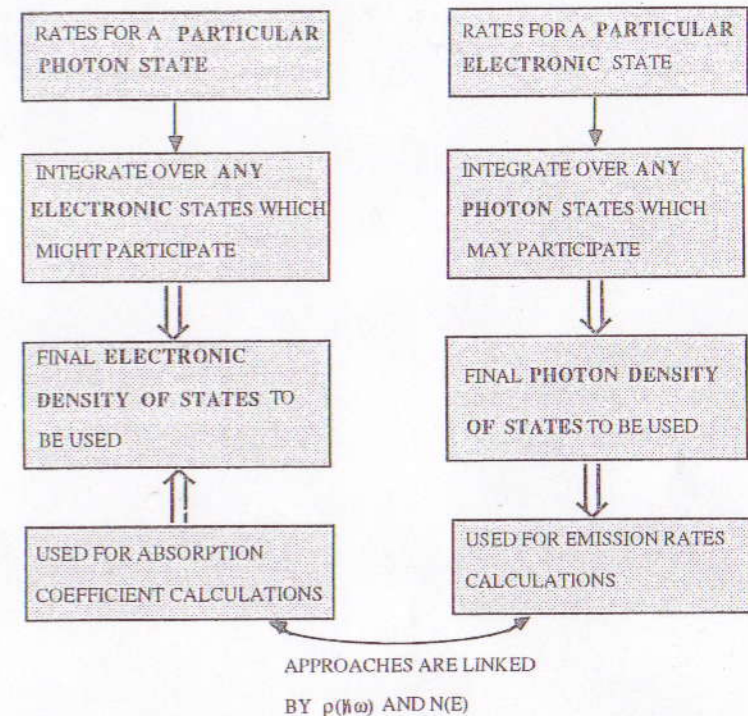 RATES FOR A PARTICULAR
PHOTON STATE
INTEGRATE OVER ANY
ELECTRONIC STATES WHICH
MIGHT PARTICIPATE
FINAL ELECTRONIC
DENSITY OF STATES TO
BE USED
USED FOR ABSORPTION
COEFFICIENT CALCULATIONS
RATES FOR A PARTICULAR
ELECTRONIC STATE
INTEGRATE OVER ANY
PHOTON STATES WHICH
MAY PARTICIPATE
FINAL PHOTON DENSITY
OF STATES TO BE USED
USED FOR EMISSION RATES
CALCULATIONS
APPROACHES ARE LINKED
BY ρ(ħω) AND N(E)